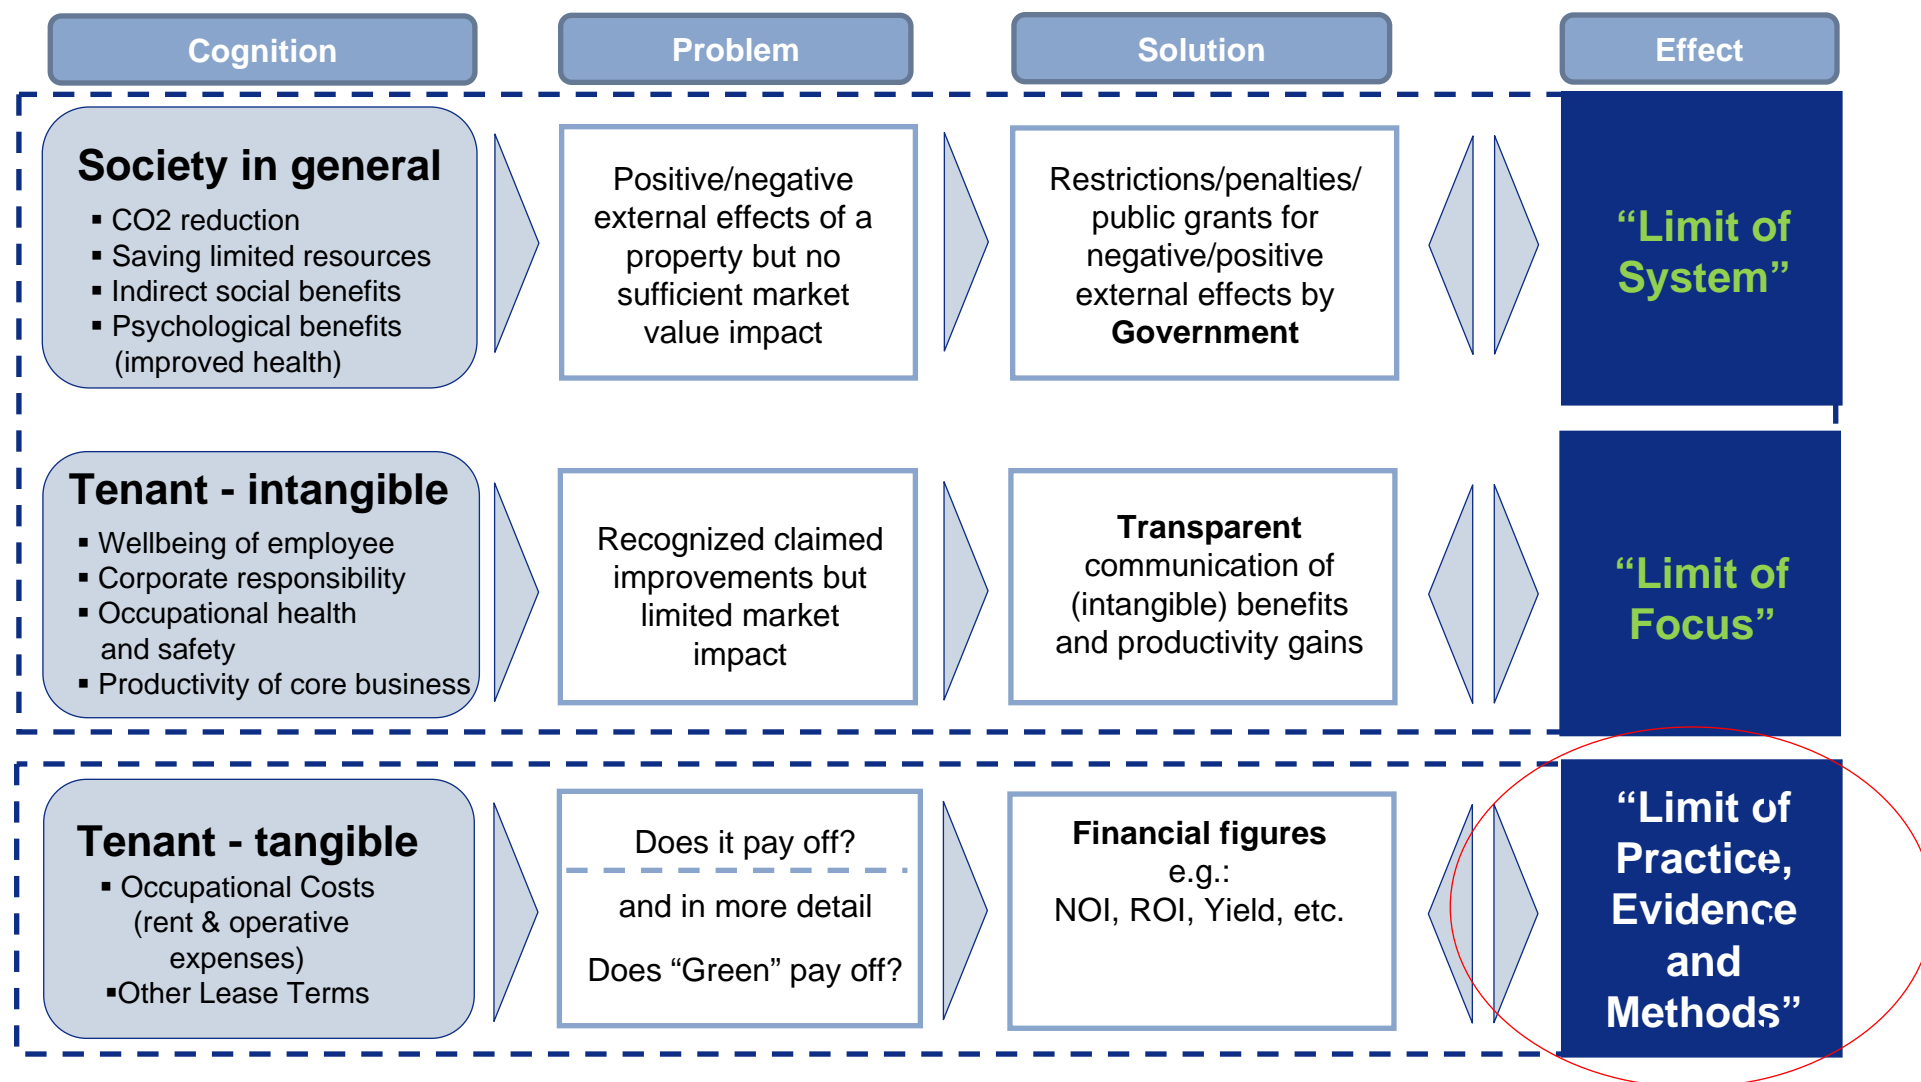 Cognition
Problem
Solution
Effect
Society in general
▪ CO2 reduction
▪ Saving limited resources
▪ Indirect social benefits
▪ Psychological benefits
(improved health)
Positive/negative
external effects of a
property but no
sufficient market
value impact
Restrictions/penalties/
public grants for
negative/positive
external effects by
Government
“Limit of
System”
Tenant - intangible
▪ Wellbeing of employee
▪ Corporate responsibility
▪ Occupational health
and safety
▪ Productivity of core business
Recognized claimed
improvements but
limited market
impact
Transparent
communication of
(intangible) benefits
and productivity gains
“Limit of
Focus”
Tenant - tangible
▪ Occupational Costs
(rent & operative
expenses)
▪Other Lease Terms
Does it pay off?
and in more detail
Does “Green” pay off?
Financial figures
e.g.:
NOI, ROI, Yield, etc.
“Limit of
Practice,
Evidence
and
Methods”